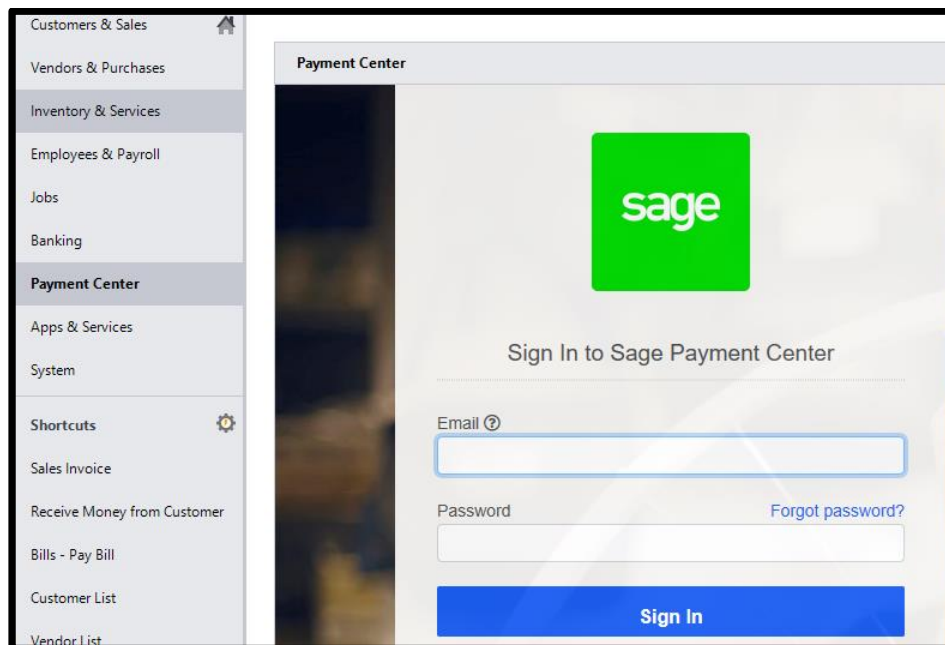 Customers & Sales
Vendors & Purchases
Inventory & Services
Employees & Payroll
Jobs
Banking
Payment Center
Apps & Services
System
Shortcuts
Sales Invoice
Receive Money from Customer
Bills - Pay Bill
Customer List
Vendor List
Payment Center
sage
Sign In to Sage Payment Center
Email ?
Password Forgot password?
Sign In